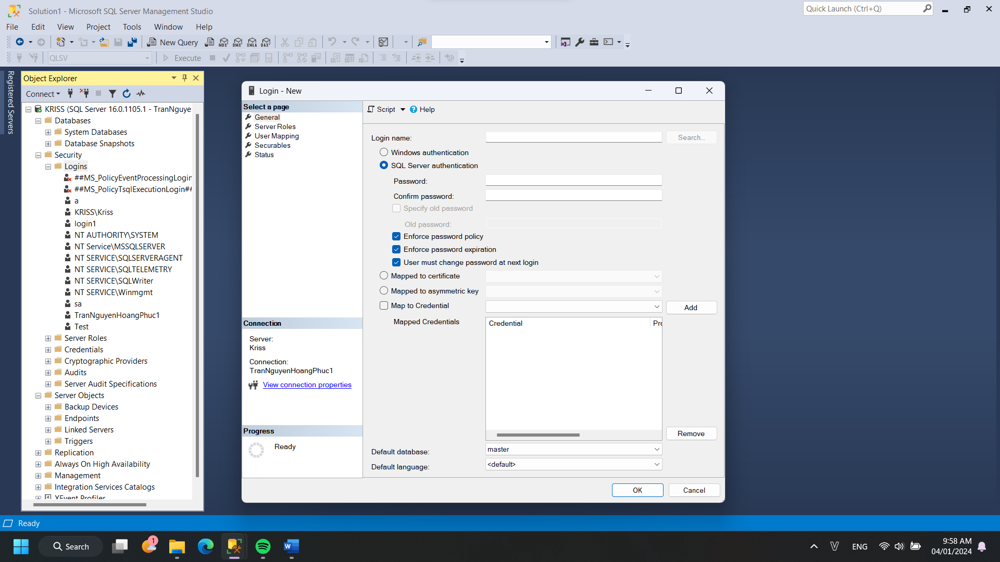 Solution1 - Microsoft SQL Server Management Studio
Quick Launch (Ctrl+Q)
File Edit View Project Tools Window Help
New Query MDX DMX XMLA DAX
QLSV Execute
Registered Servers
Object Explorer
Connect
KRISS (SQL Server 16.0.1105.1 - TranNguye
Databases
System Databases
Database Snapshots
Security
Logins
##MS_PolicyEventProcessingLogin
##MS_PolicyTsqlExecutionLogin##
a
KRISS\Kriss
login1
NT AUTHORITY\SYSTEM
NT Service\MSSQLSERVER
NT SERVICE\SQLSERVERAGENT
NT SERVICE\SQLTELEMETRY
NT SERVICE\SQLWriter
NT SERVICE\Winmgmt
sa
TranNguyenHoangPhuc1
Test
Server Roles
Credentials
Cryptographic Providers
Audits
Server Audit Specifications
Server Objects
Backup Devices
Endpoints
Linked Servers
Triggers
Replication
Always On High Availability
Management
Integration Services Catalogs
XEvent Profiler
Login - New
Select a page
General
Server Roles
User Mapping
Securables
Status
Connection
Server:
Kriss
Connection:
TranNguyenHoangPhuc1
View connection properties
Progress
Ready
Script Help
Login name: Search...
Windows authentication
SQL Server authentication
Password:
Confirm password:
Specify old password
Old password:
Enforce password policy
Enforce password expiration
User must change password at next login
Mapped to certificate
Mapped to asymmetric key
Map to Credential Add
Mapped Credentials Credential Pro
Remove
Default database: master
Default language: <default>
OK Cancel
Ready
Search 1 ENG 9:58 AM
04/01/2024